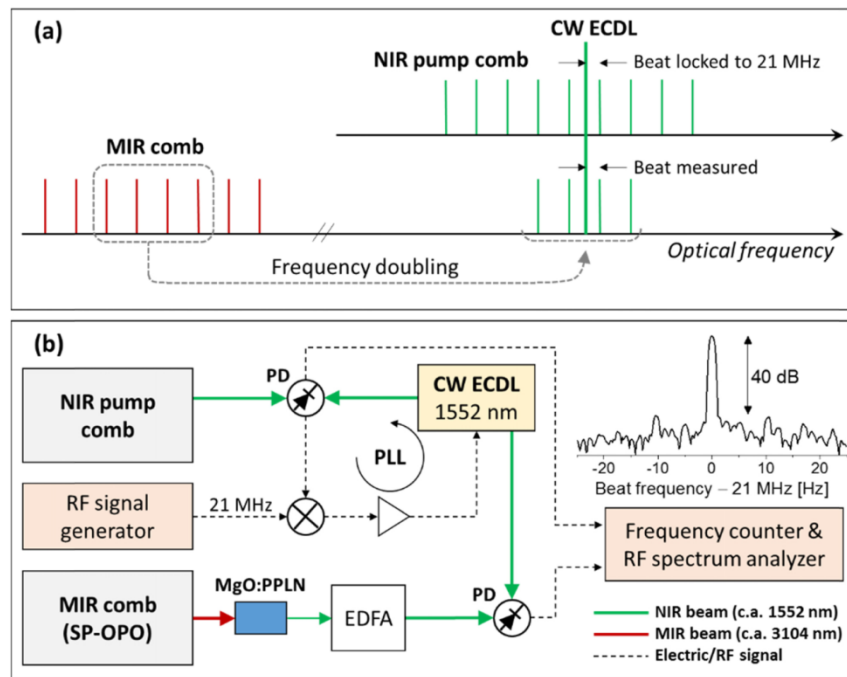 (a)
CW ECDL
NIR pump comb
Beat locked to 21 MHz
MIR comb
Beat measured
Optical frequency
Frequency doubling
(b)
NIR pump
comb
PD
CW ECDL
1552 nm
40 dB
PLL
-20
-10
0
10
20
Beat frequency – 21 MHz [Hz]
RF signal
generator
21 MHz
Frequency counter &
RF spectrum analyzer
MIR comb
(SP-OPO)
MgO:PPLN
EDFA
PD
NIR beam (c.a. 1552 nm)
MIR beam (c.a. 3104 nm)
Electric/RF signal